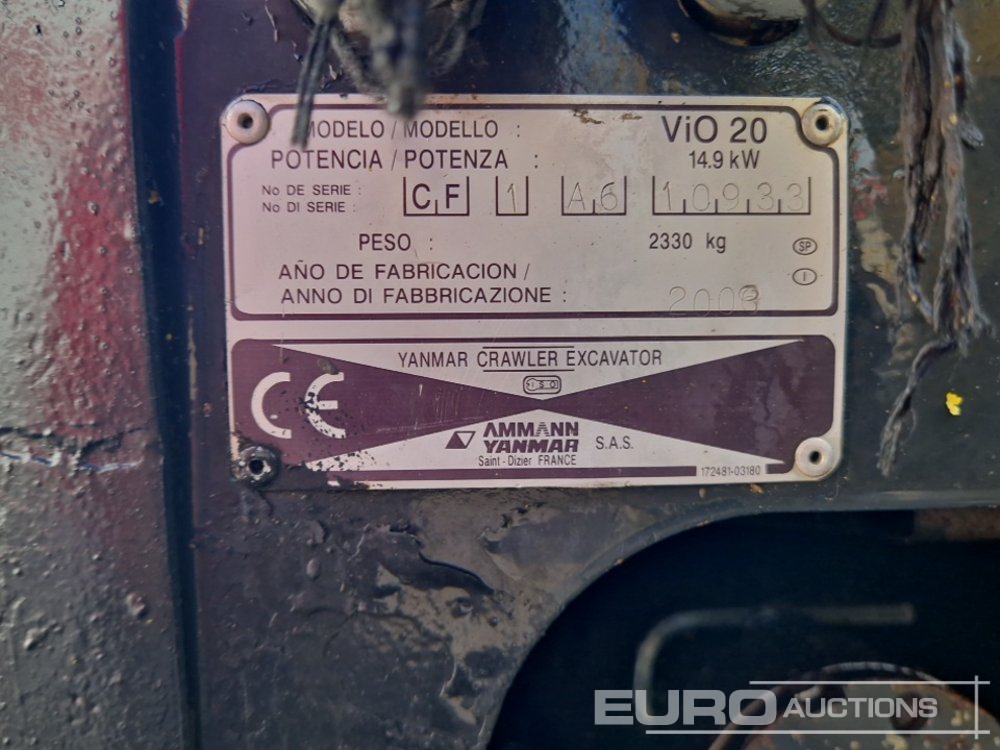 MODELO / MODELLO : ViO 20
POTENCIA / POTENZA : 14.9 kW
No DE SERIE :
No DI SERIE : CF 1 A6 10933
PESO : 2330 kg
SP
AÑO DE FABRICACION /
I
ANNO DI FABBRICAZIONE : 2008
YANMAR CRAWLER EXCAVATOR
ISO
CE
AMMANN
YANMAR S.A.S.
Saint - Dizier FRANCE
172481-03180
EURO AUCTIONS